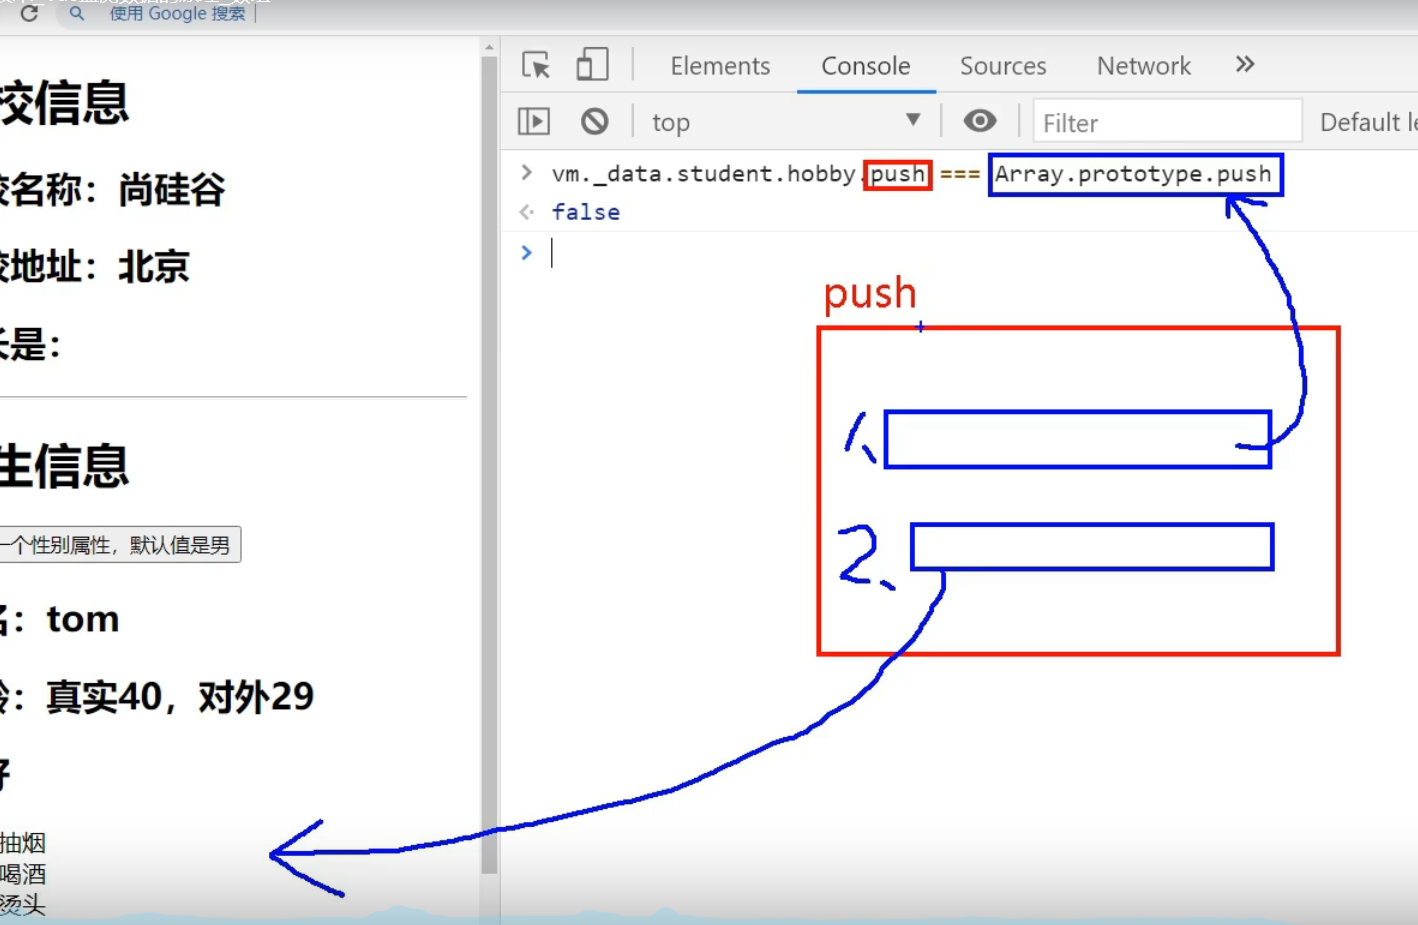 使用 Google 搜索
Elements Console Sources Network
top Filter Default le
校信息
vm._data.student.hobby.push === Array.prototype.push
校名称：尚硅谷
false
校地址：北京
push
长是：
1、
生信息
一个性别属性，默认值是男
2、
名：tom
龄：真实40，对外29
好
抽烟
喝酒
烫头